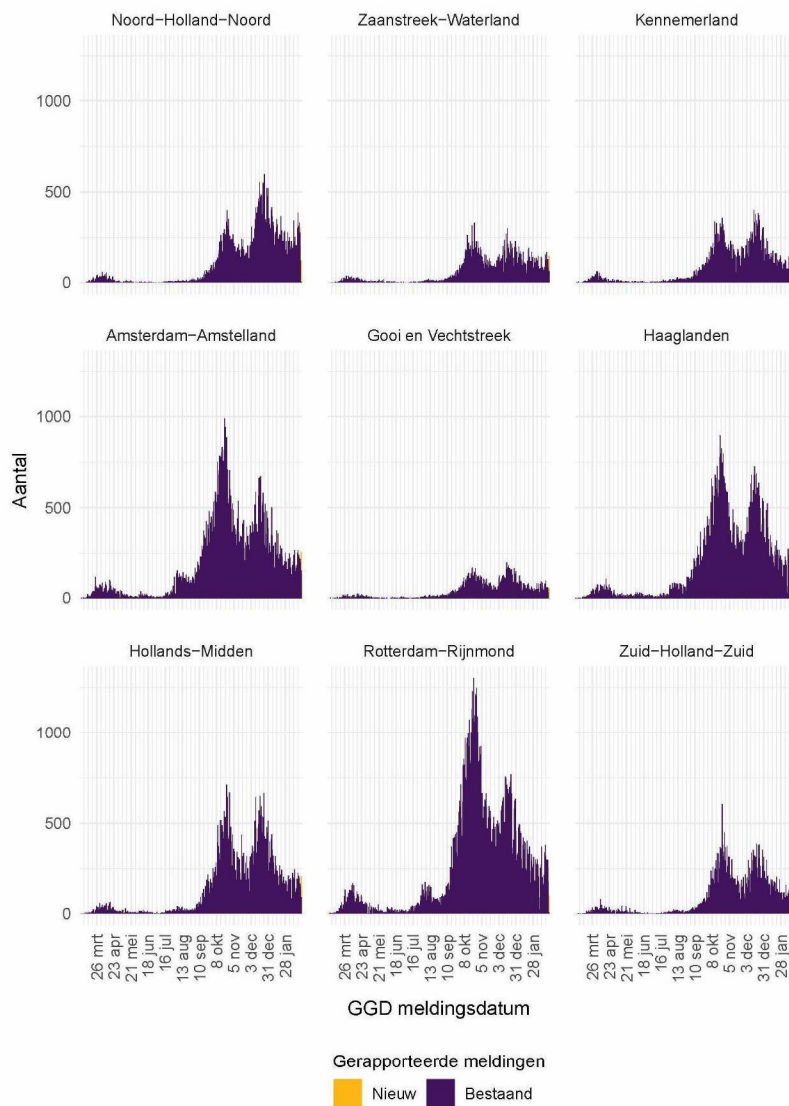 Noord−Holland−Noord Zaanstreek−Waterland Kennemerland
1000
500
0
Amsterdam−Amstelland Gooi en Vechtstreek Haaglanden
1000
500
0
Hollands−Midden Rotterdam−Rijnmond Zuid−Holland−Zuid
1000
500
0
Aantal
26 mrt 23 apr 21 mei 18 jun 16 jul 13 aug 10 sep 8 okt 5 nov 3 dec 31 dec 28 jan
26 mrt 23 apr 21 mei 18 jun 16 jul 13 aug 10 sep 8 okt 5 nov 3 dec 31 dec 28 jan
26 mrt 23 apr 21 mei 18 jun 16 jul 13 aug 10 sep 8 okt 5 nov 3 dec 31 dec 28 jan
GGD meldingsdatum
Gerapporteerde meldingen
Nieuw Bestaand